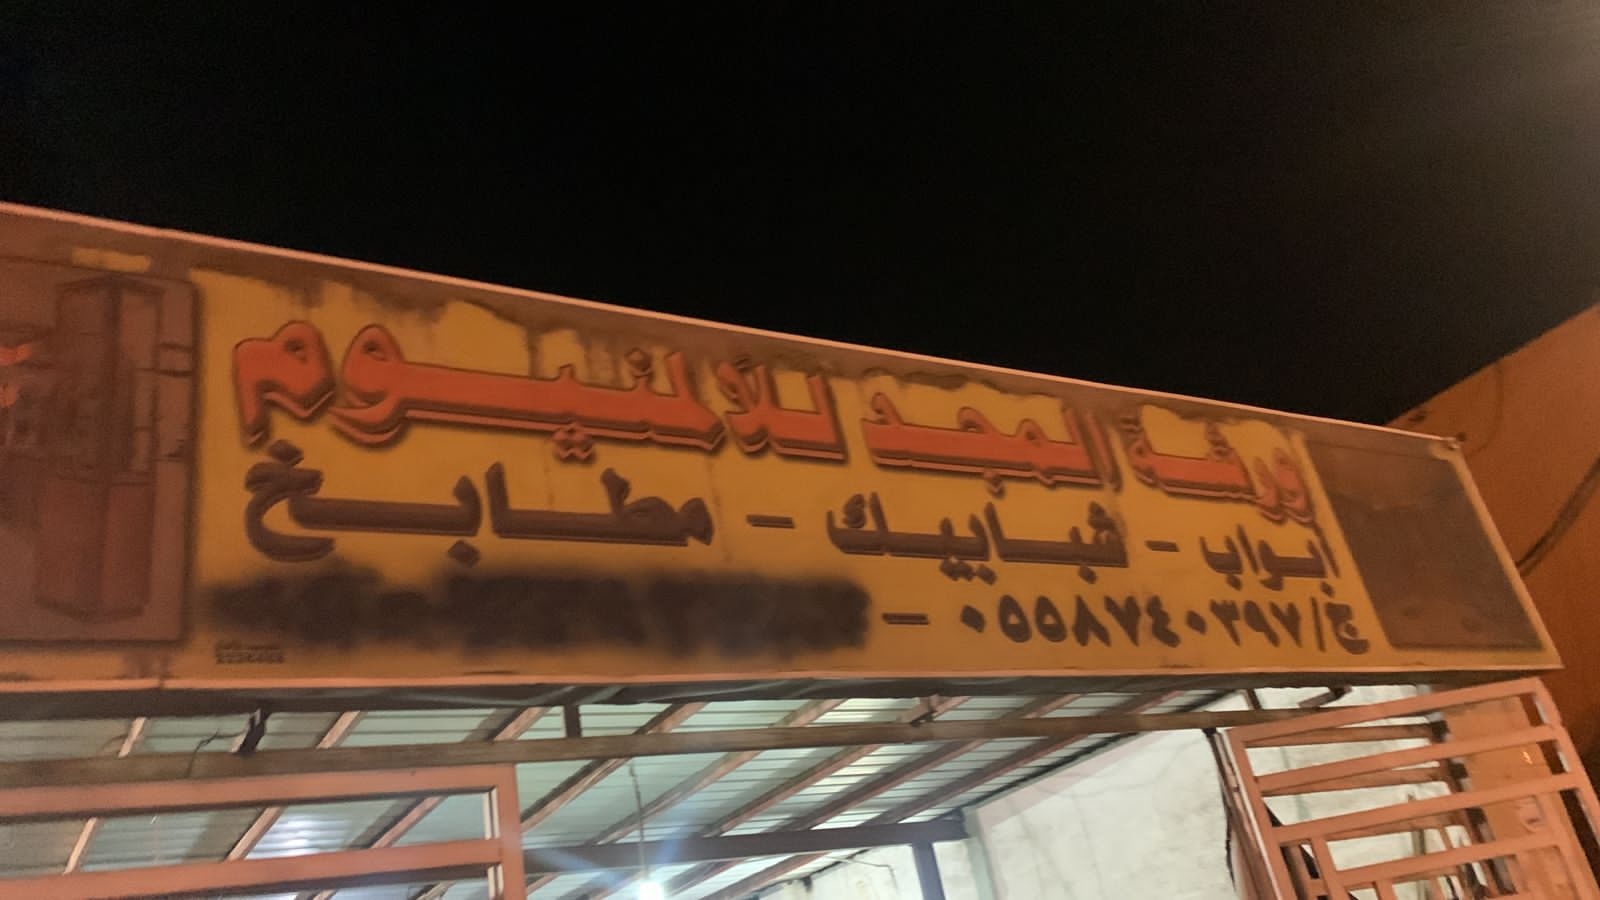 ورشة المجد للألمنيوم
ابواب - شبابيك - مطابخ
ج/٠٥٥٨٧٤٠٣٩٧ -